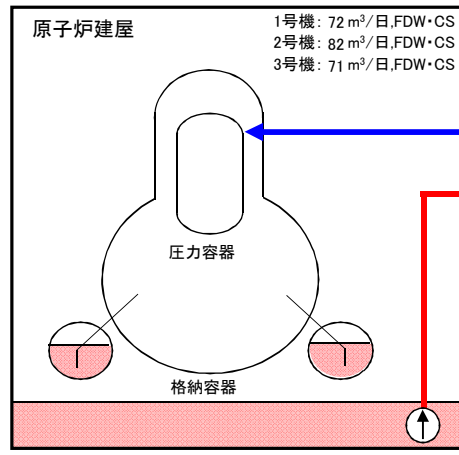 原子炉建屋
1号機: 72 m³/日,FDW・CS
2号機: 82 m³/日,FDW・CS
3号機: 71 m³/日,FDW・CS
圧力容器
格納容器